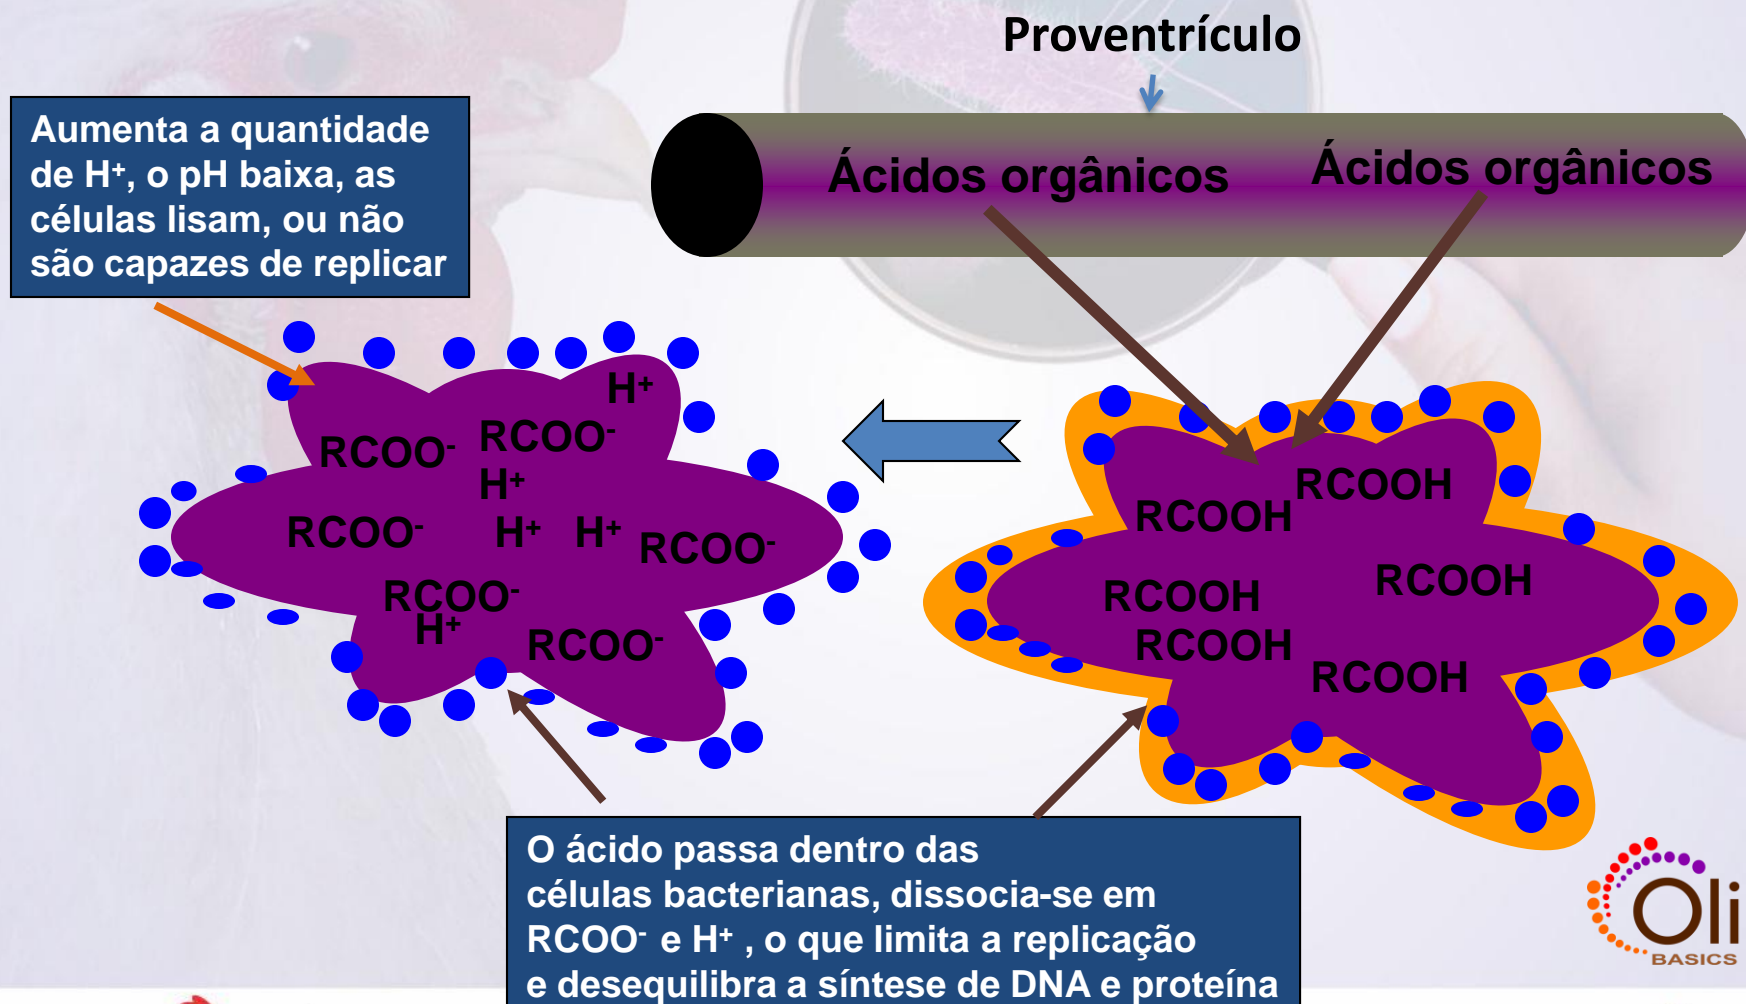 Proventrículo
Aumenta a quantidade
de H⁺, o pH baixa, as
células lisam, ou não
são capazes de replicar
Ácidos orgânicos
Ácidos orgânicos
H⁺
RCOO⁻
RCOO⁻
H⁺
RCOO⁻
H⁺
H⁺
RCOO⁻
RCOO⁻
H⁺
RCOO⁻
RCOOH
RCOOH
RCOOH
RCOOH
RCOOH
RCOOH
O ácido passa dentro das
células bacterianas, dissocia-se em
RCOO⁻ e H⁺ , o que limita a replicação
e desequilibra a síntese de DNA e proteína
Oli
BASICS